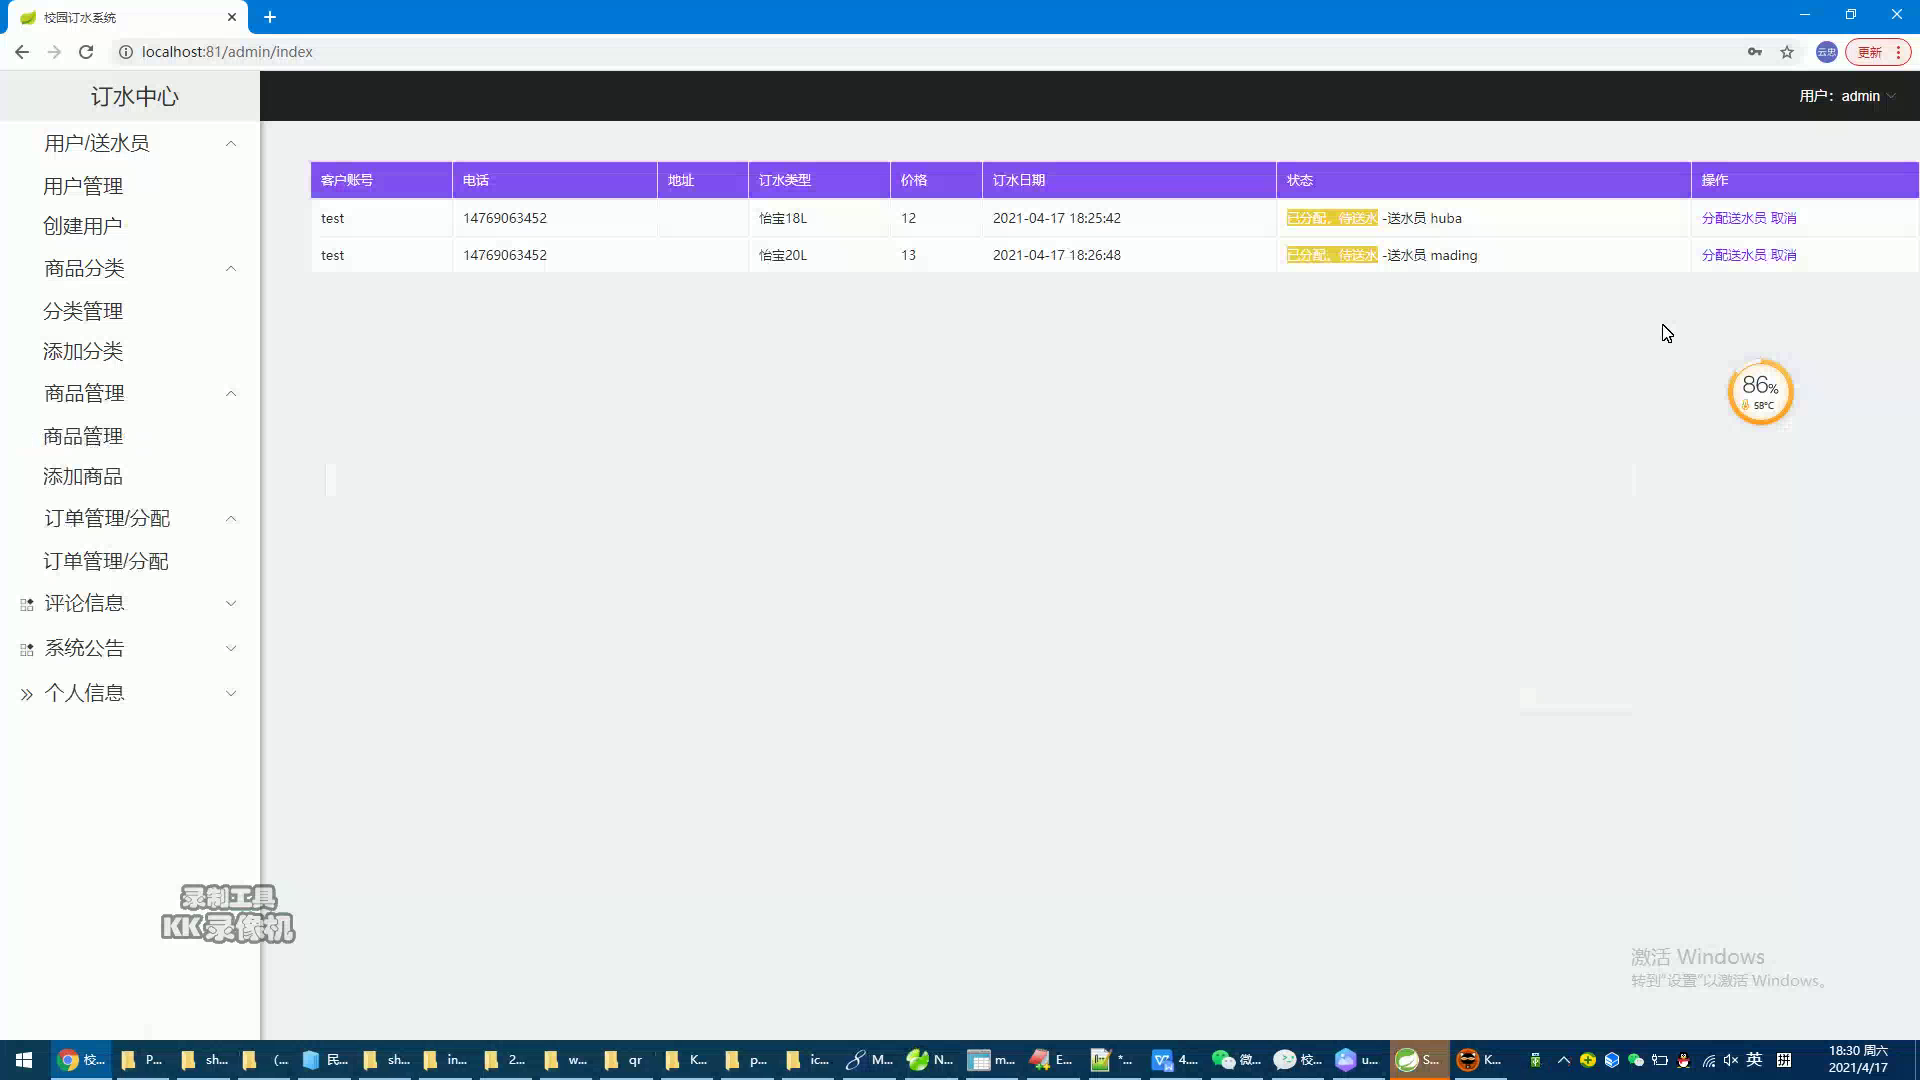 校园订水系统
localhost:81/admin/index
云忠
更新
订水中心
用户：admin
用户/送水员
用户管理
创建用户
商品分类
分类管理
添加分类
商品管理
商品管理
添加商品
订单管理/分配
订单管理/分配
评论信息
系统公告
个人信息
客户账号 电话 地址 订水类型 价格 订水日期 状态 操作
test 14769063452 怡宝18L 12 2021-04-17 18:25:42 已分配，待送水 -送水员 huba 分配送水员 取消
test 14769063452 怡宝20L 13 2021-04-17 18:26:48 已分配，待送水 -送水员 mading 分配送水员 取消
86%
58°C
录制工具
KK录像机
激活 Windows
转到“设置”以激活 Windows。
校... P... sh... (... 民... sh... in... 2... w... qr K... p... ic... M... N... m... E... *... 4... 微... 校... u... S... K... 英 拼
18:30 周六
2021/4/17